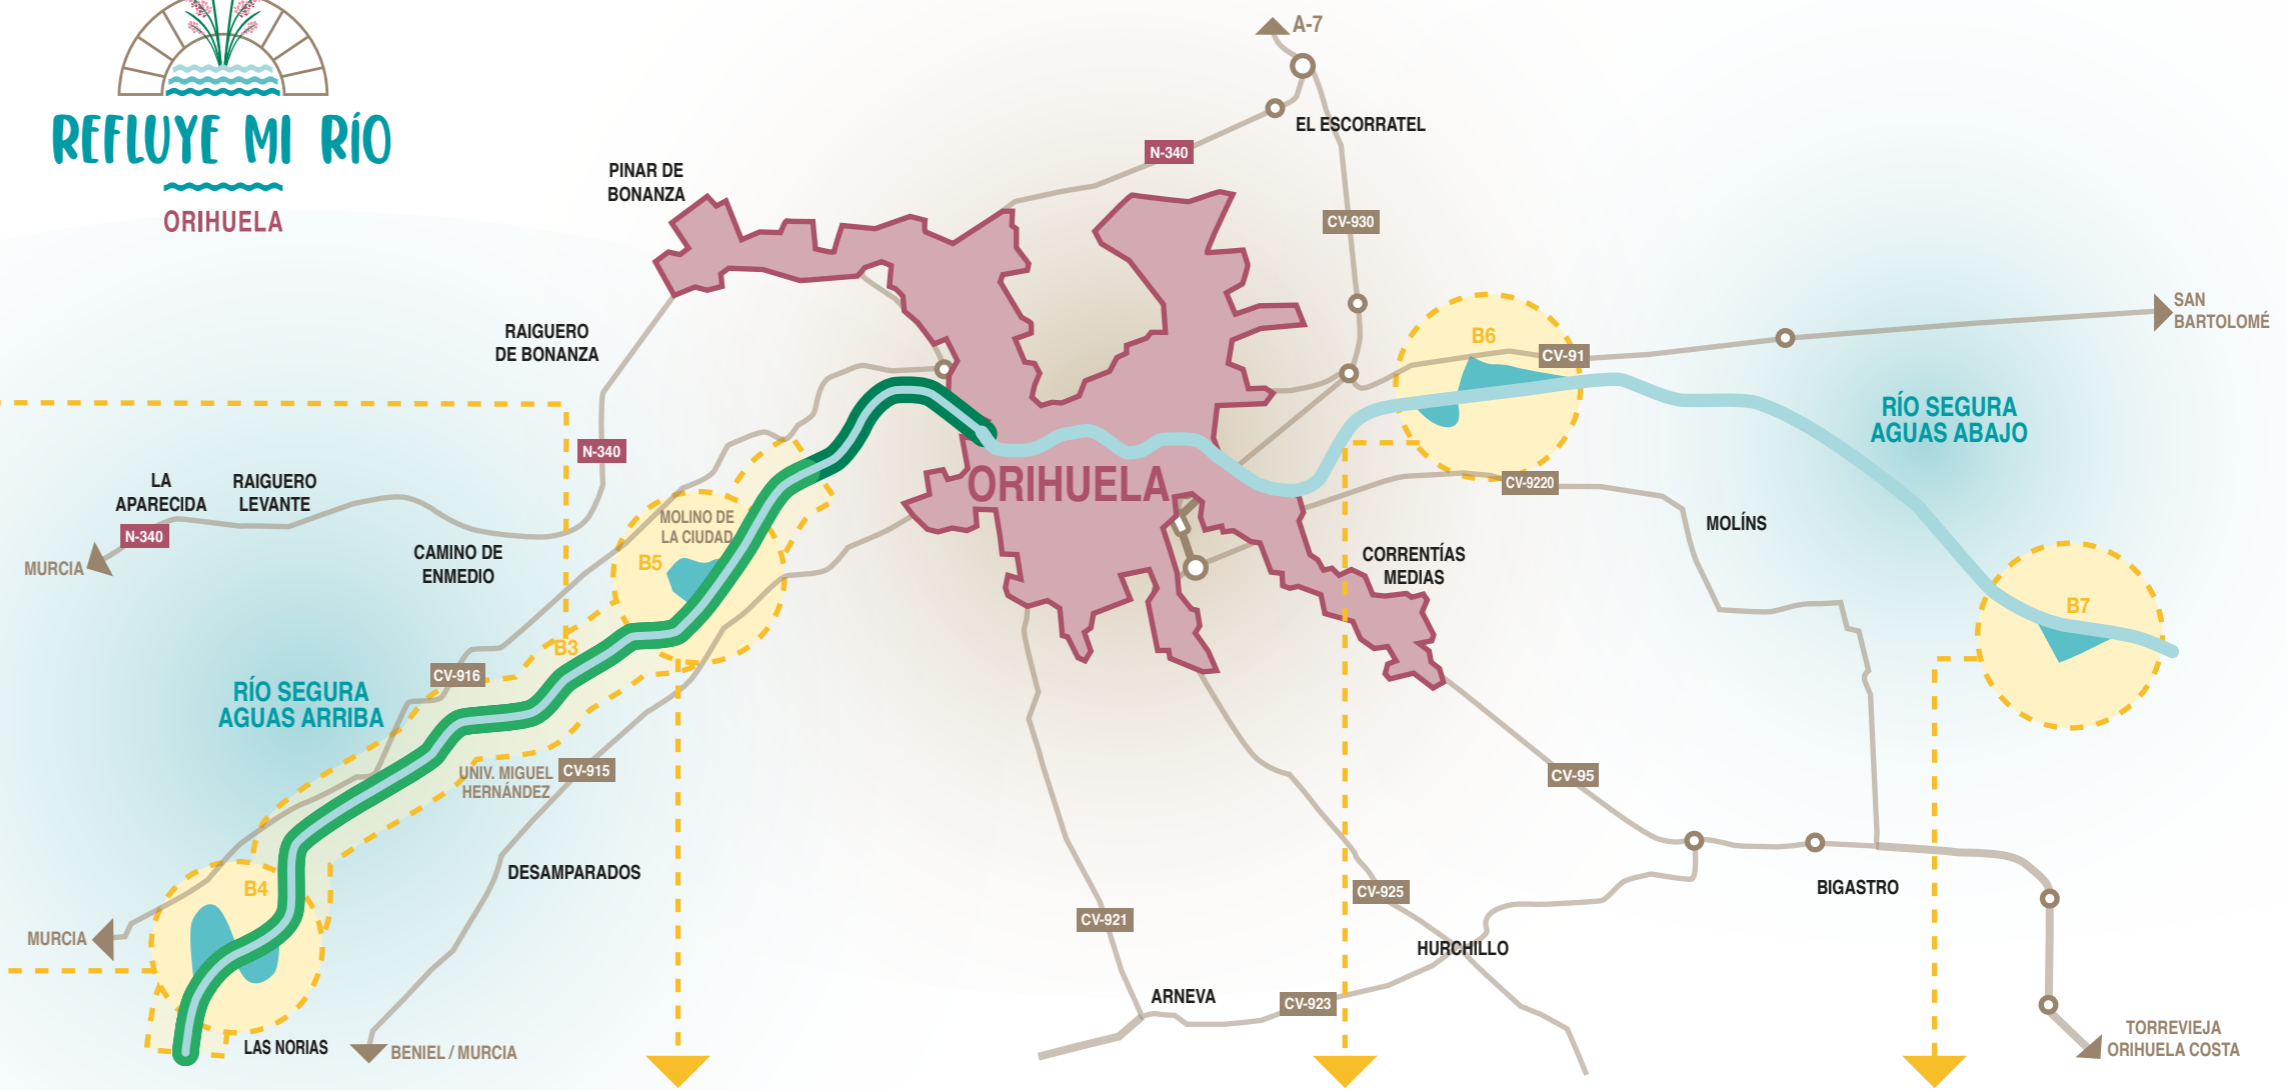 REFLUYE MI RÍO
ORIHUELA
A-7
EL ESCORRATEL
N-340
PINAR DE
BONANZA
CV-930
SAN
BARTOLOMÉ
RAIGUERO
DE BONANZA
B6
CV-91
RÍO SEGURA
AGUAS ABAJO
N-340
LA
APARECIDA
RAIGUERO
LEVANTE
N-340
MURCIA
CAMINO DE
ENMEDIO
MOLINO DE
LA CIUDAD
B5
ORIHUELA
CV-9220
MOLÍNS
CORRENTÍAS
MEDIAS
B7
B3
CV-916
RÍO SEGURA
AGUAS ARRIBA
UNIV. MIGUEL
HERNÁNDEZ
CV-915
CV-95
DESAMPARADOS
B4
MURCIA
CV-921
CV-925
BIGASTRO
HURCHILLO
ARNEVA
CV-923
LAS NORIAS
BENIEL / MURCIA
TORREVIEJA
ORIHUELA COSTA